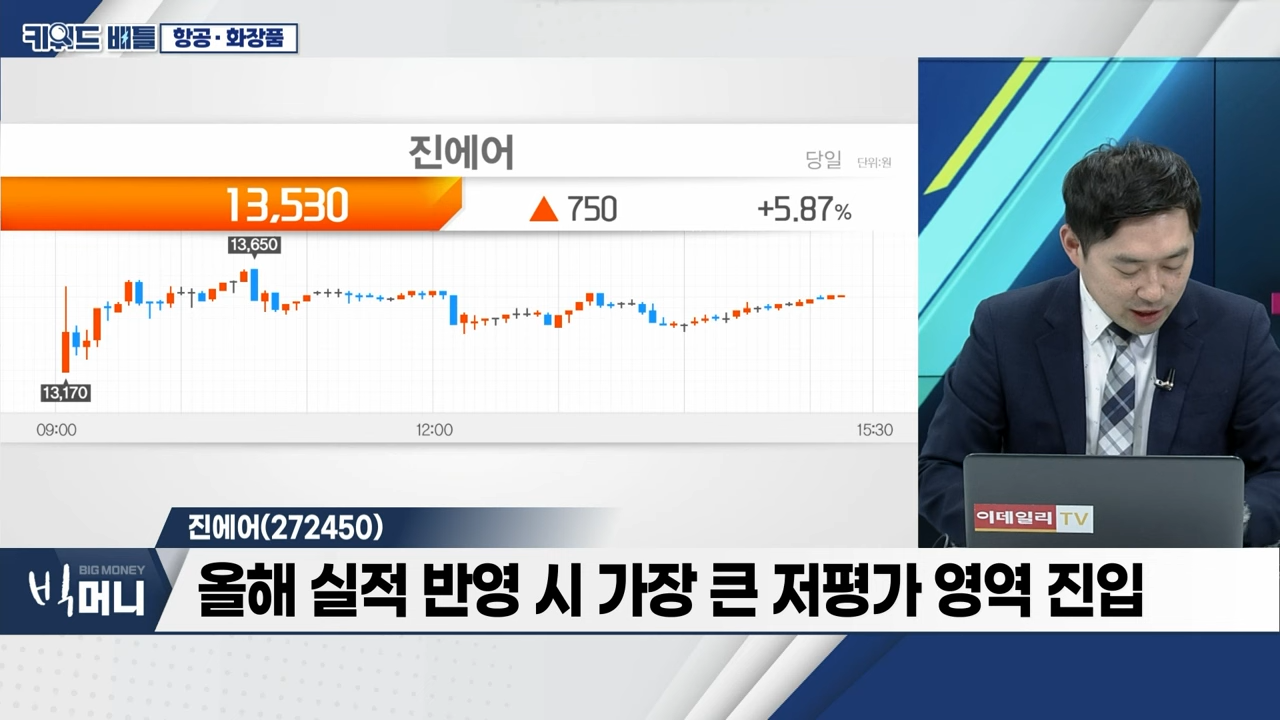 키워드 배틀 항공·화장품
진에어
당일 단위:원
13,530 ▲ 750 +5.87%
13,650
13,170
09:00 12:00 15:30
이데일리 TV
진에어(272450)
BIG MONEY
빅머니
올해 실적 반영 시 가장 큰 저평가 영역 진입